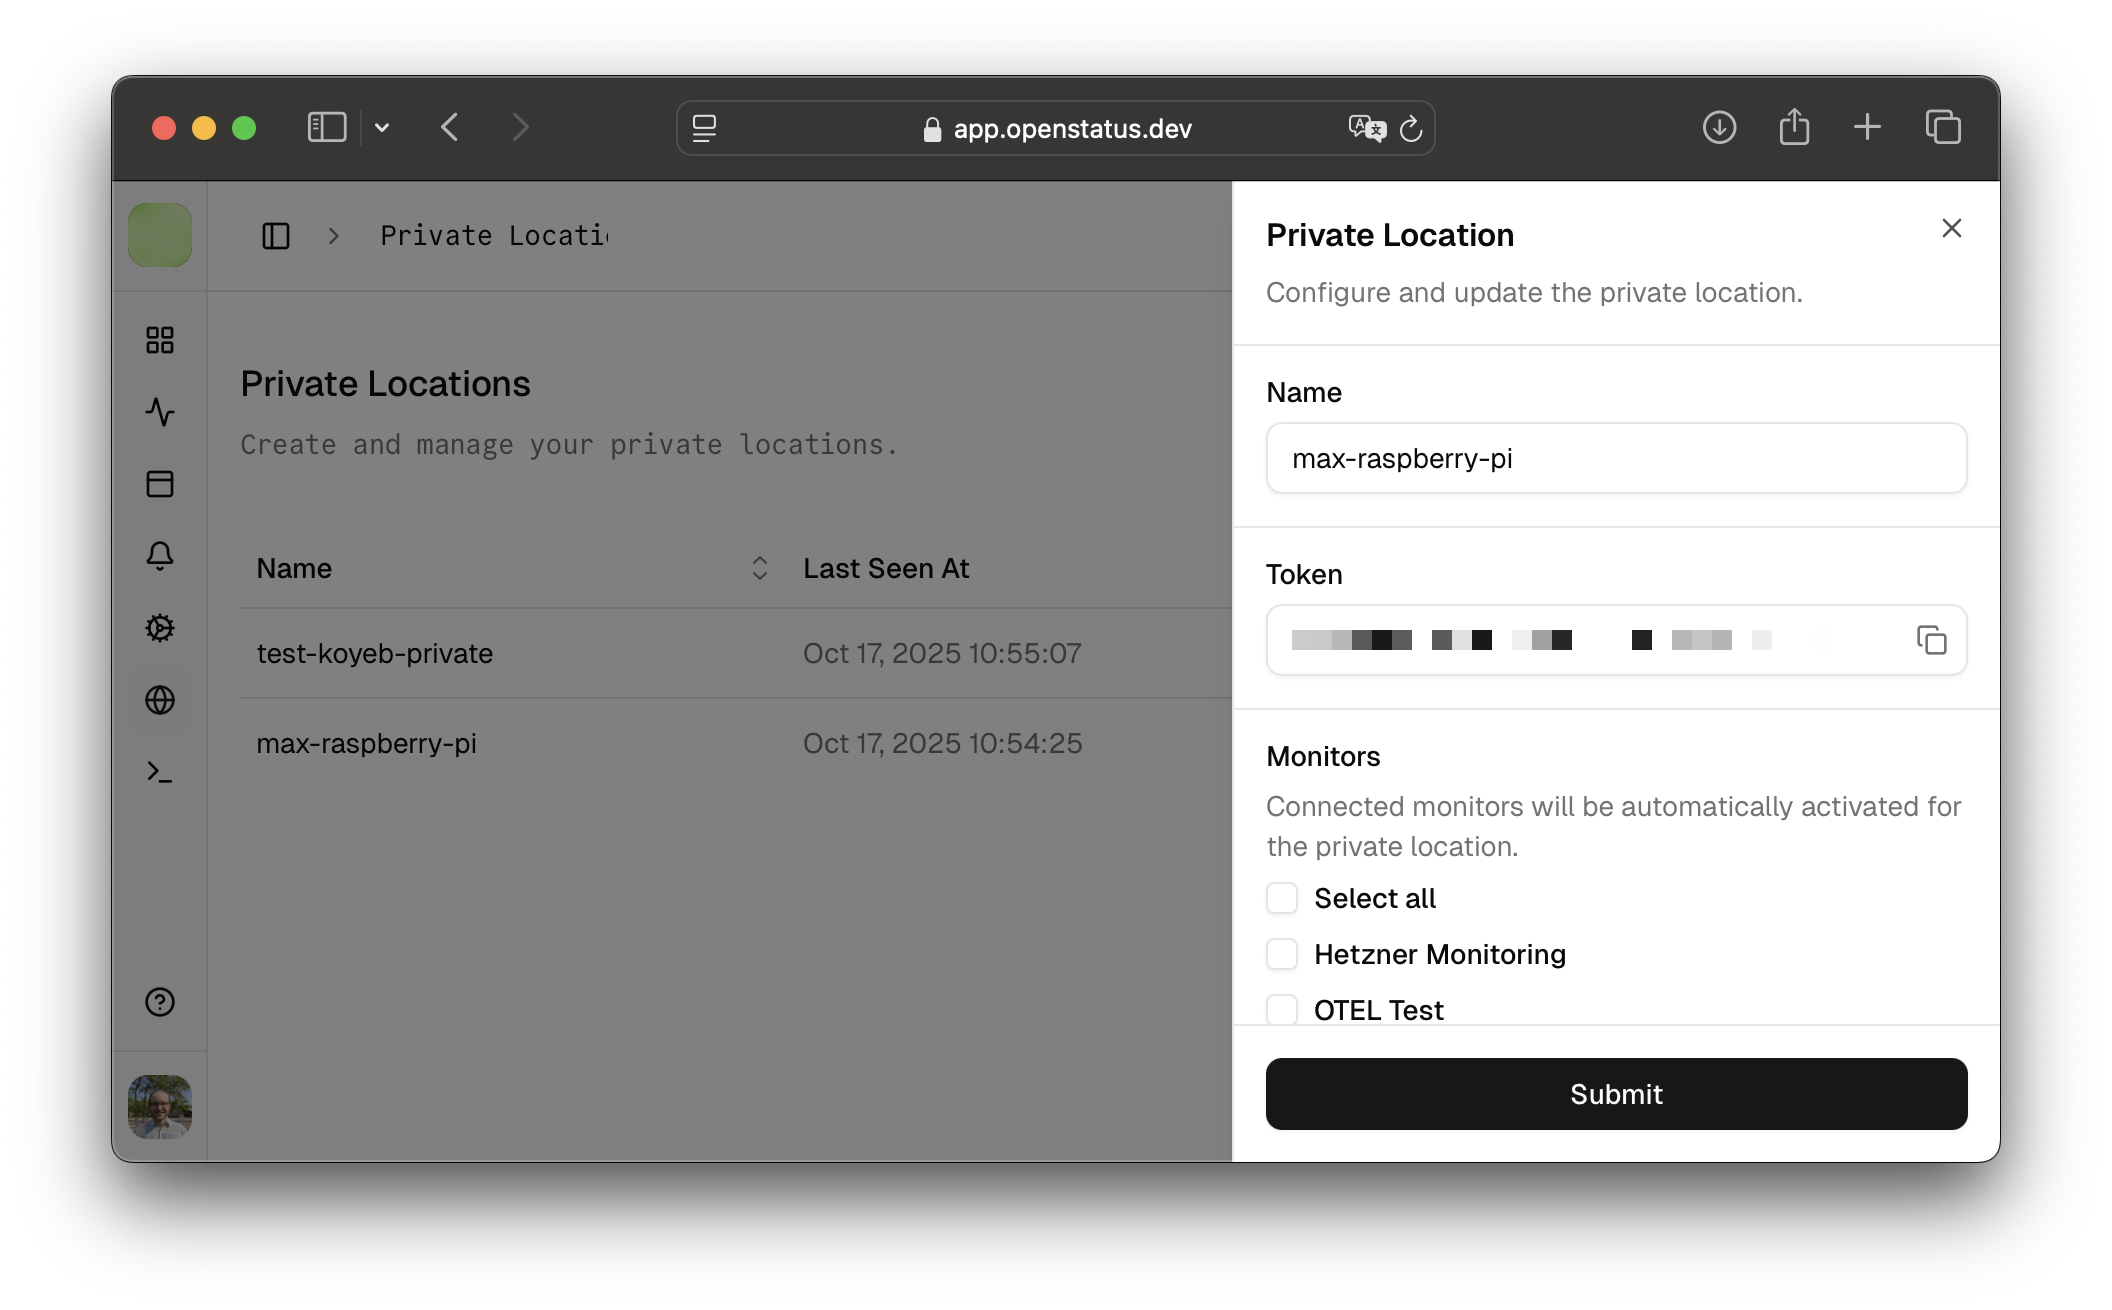 app.openstatus.dev
Private Locati
Private Locations
Create and manage your private locations.
Name
Last Seen At
test-koyeb-private
Oct 17, 2025 10:55:07
max-raspberry-pi
Oct 17, 2025 10:54:25
Private Location
Configure and update the private location.
Name
max-raspberry-pi
Token
Monitors
Connected monitors will be automatically activated for
the private location.
Select all
Hetzner Monitoring
OTEL Test
Submit